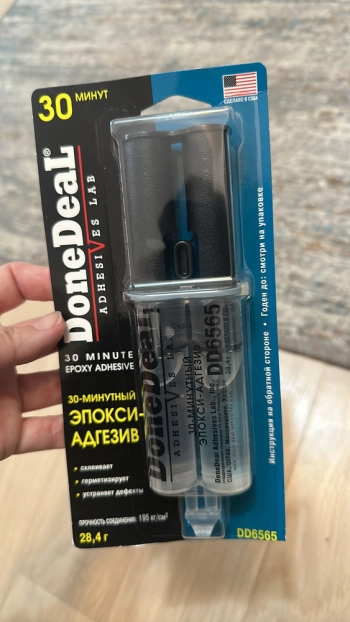 30 МИНУТ
СДЕЛАНО В США
DoneDeaL®
ADHESIVES LAB
30 MINUTE
EPOXY ADHESIVE
30-МИНУТНЫЙ
ЭПОКСИ-
АДГЕЗИВ
• склеивает
• герметизирует
• устраняет дефекты
ПРОЧНОСТЬ СОЕДИНЕНИЯ: 195 кг/см²
28,4 г
DoneDeaL
ADHESIVES LAB
30-МИНУТНЫЙ
ЭПОКСИ-АДГЕЗИВ
DD6565
28,4 г
DoneDeal Adhesives Lab., Inc.
Инструкция на обратной стороне • Годен до: смотри на упаковке
DD6565